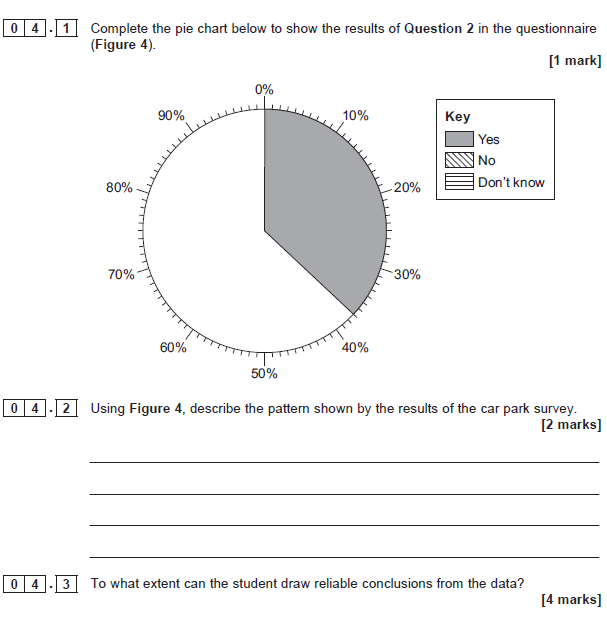 0 4 . 1 Complete the pie chart below to show the results of Question 2 in the questionnaire
(Figure 4).
[1 mark]
0%
90%
10%
80%
20%
70%
30%
60%
40%
50%
Key
Yes
No
Don't know
0 4 . 2 Using Figure 4, describe the pattern shown by the results of the car park survey.
[2 marks]
0 4 . 3 To what extent can the student draw reliable conclusions from the data?
[4 marks]